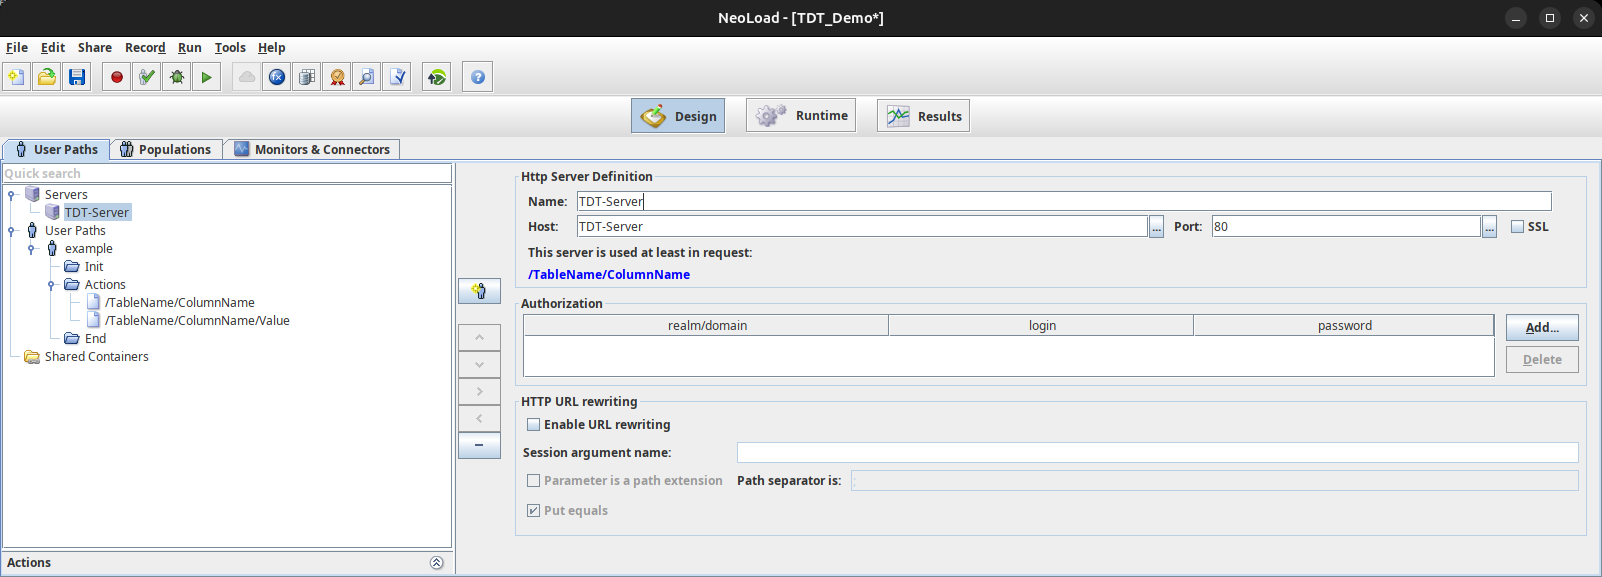 NeoLoad - [TDT_Demo*]
File Edit Share Record Run Tools Help
Design Runtime Results
User Paths Populations Monitors & Connectors
Quick search
Servers
TDT-Server
User Paths
example
Init
Actions
/TableName/ColumnName
/TableName/ColumnName/Value
End
Shared Containers
Actions
Http Server Definition
Name: TDT-Server
Host: TDT-Server ... Port: 80 ... SSL
This server is used at least in request:
/TableName/ColumnName
Authorization
realm/domain login password
Add...
Delete
HTTP URL rewriting
Enable URL rewriting
Session argument name:
Parameter is a path extension Path separator is: ;
Put equals